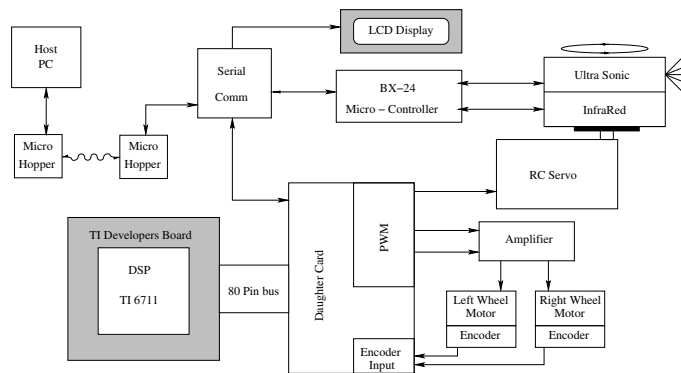 LCD Display
Host
PC
Serial
Comm
BX-24
Micro - Controller
Ultra Sonic
InfraRed
Micro
Hopper
Micro
Hopper
RC Servo
TI Developers Board
DSP
TI 6711
80 Pin bus
Daughter Card
PWM
Amplifier
Left Wheel
Motor
Encoder
Right Wheel
Motor
Encoder
Encoder
Input